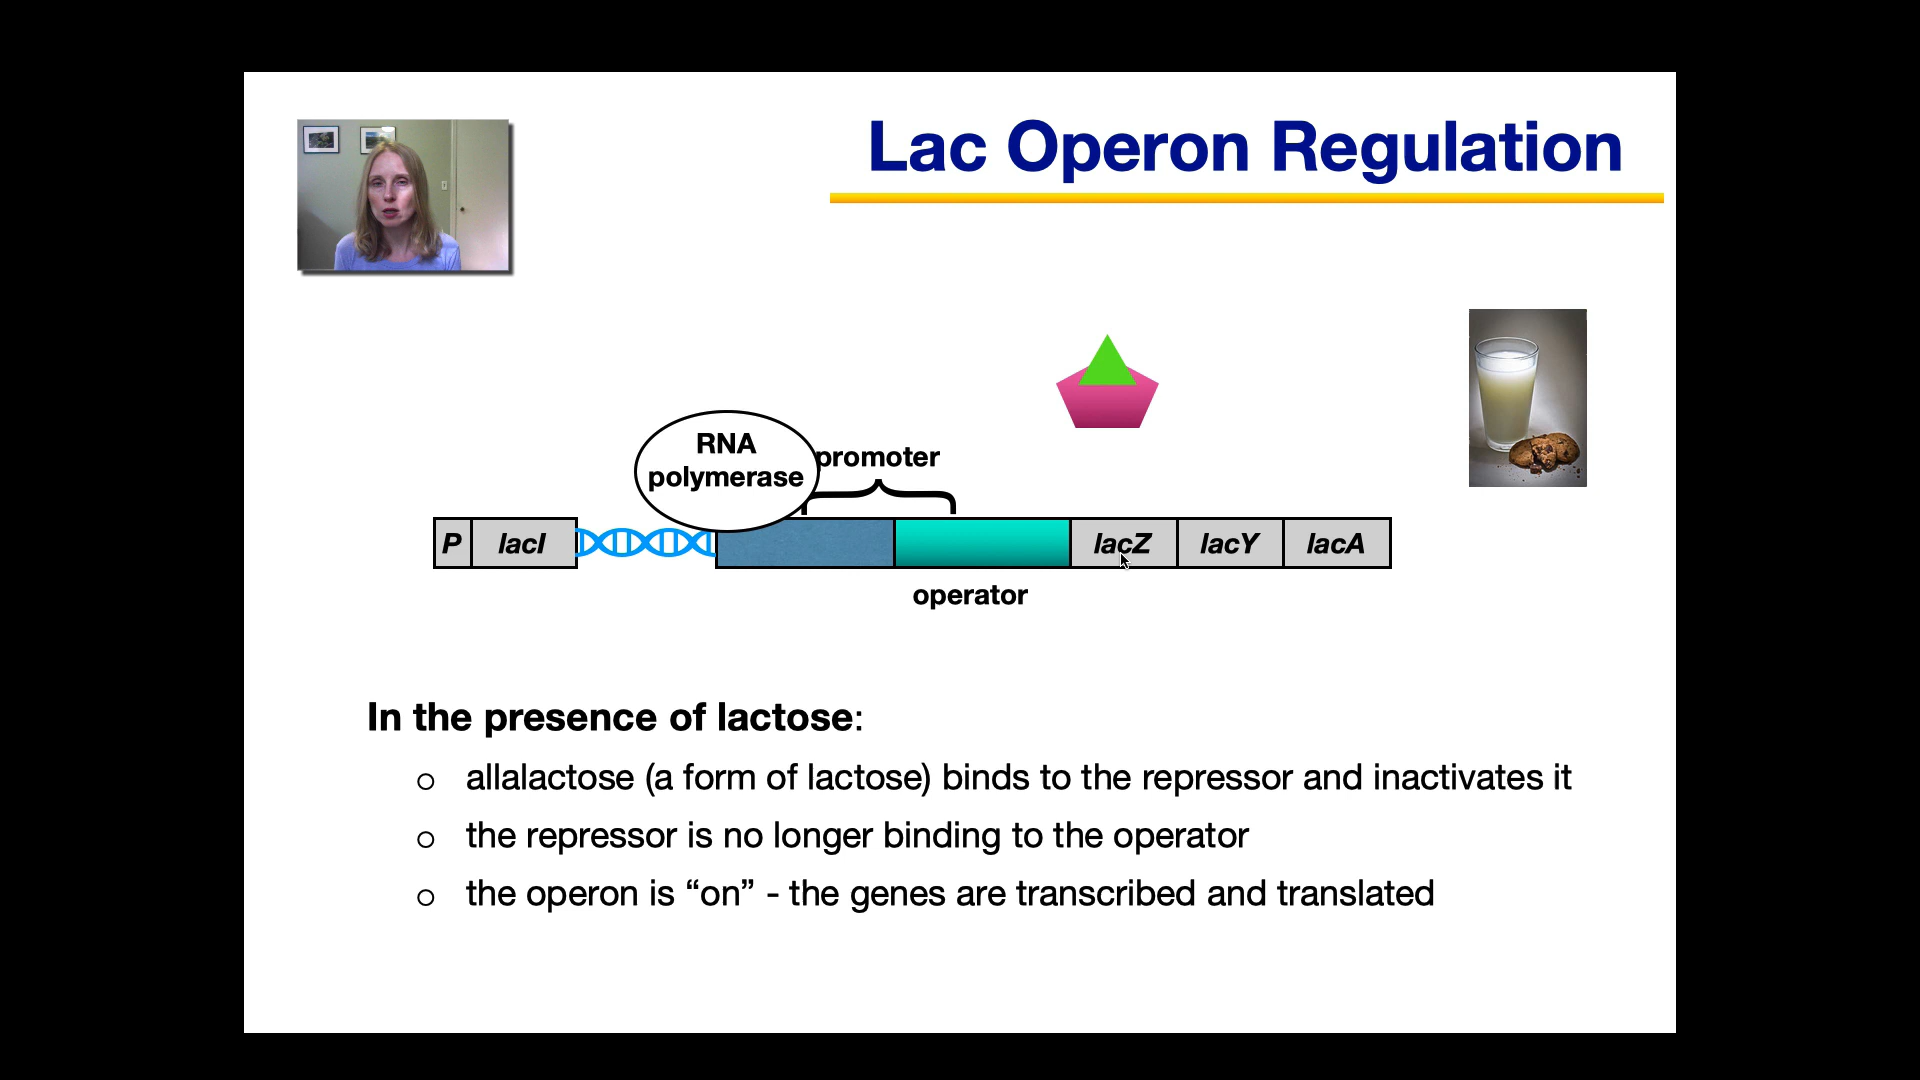 Lac Operon Regulation
RNA
polymerase
promoter
P lacI lacZ lacY lacA
operator
In the presence of lactose:
○ allalactose (a form of lactose) binds to the repressor and inactivates it
○ the repressor is no longer binding to the operator
○ the operon is “on” - the genes are transcribed and translated